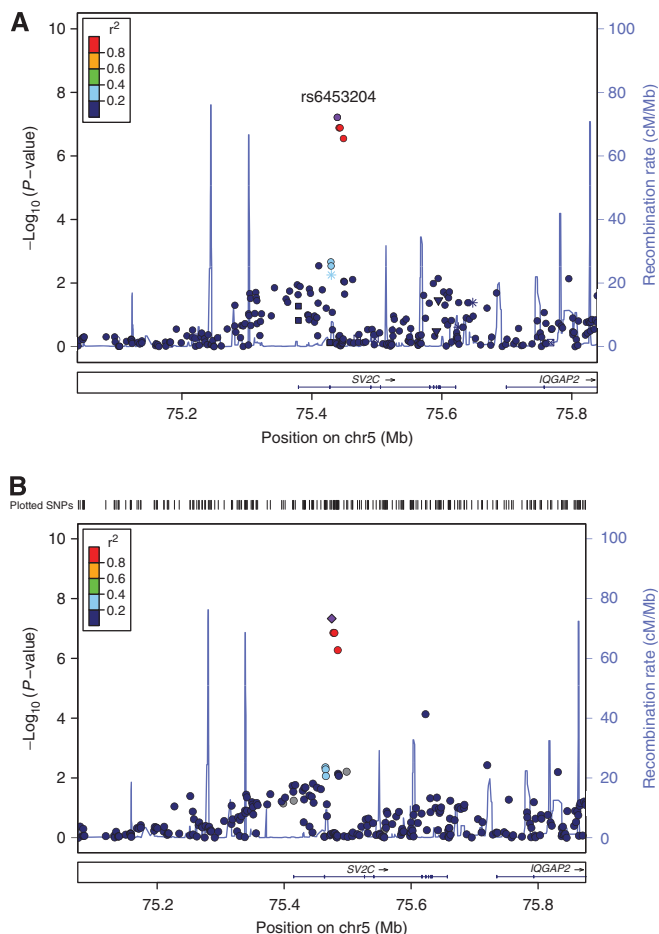 A
r²
0.8
0.6
0.4
0.2
rs6453204
10
8
6
4
2
0
−Log₁₀ (P−value)
100
80
60
40
20
0
Recombination rate (cM/Mb)
SV2C →
IQGAP2 →
75.2
75.4
75.6
75.8
Position on chr5 (Mb)
B
Plotted SNPs
r²
0.8
0.6
0.4
0.2
10
8
6
4
2
0
−Log₁₀ (P−value)
100
80
60
40
20
0
Recombination rate (cM/Mb)
SV2C →
IQGAP2 →
75.2
75.4
75.6
75.8
Position on chr5 (Mb)